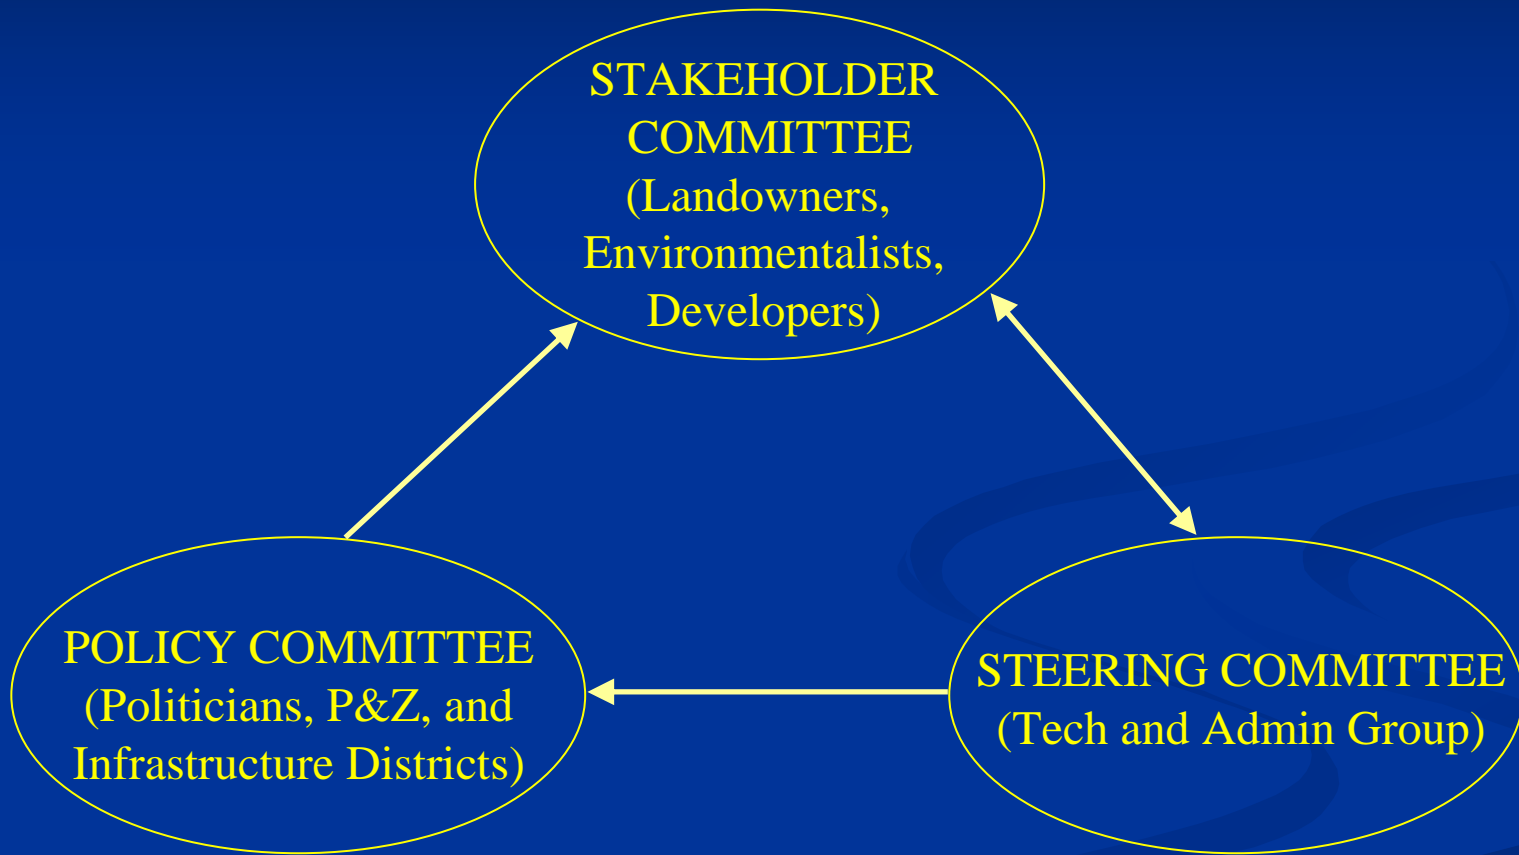 STAKEHOLDER
COMMITTEE
(Landowners,
Environmentalists,
Developers)
POLICY COMMITTEE
(Politicians, P&Z, and
Infrastructure Districts)
STEERING COMMITTEE
(Tech and Admin Group)